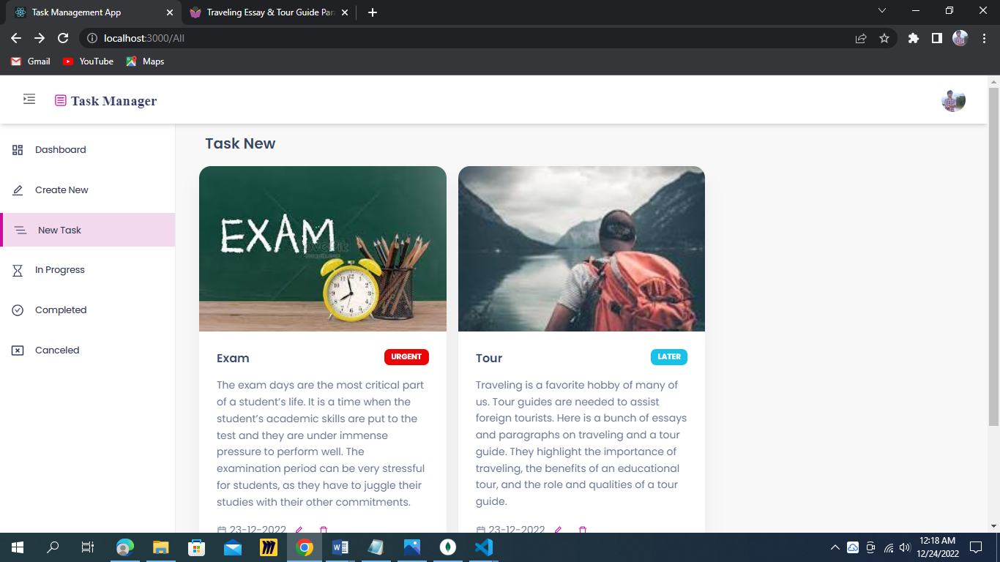 Task Management App
Traveling Essay & Tour Guide Par
localhost:3000/All
Gmail
YouTube
Maps
Task Manager
Dashboard
Create New
New Task
In Progress
Completed
Canceled
Task New
EXAM
Exam
URGENT
The exam days are the most critical part
of a student’s life. It is a time when the
student’s academic skills are put to the
test and they are under immense
pressure to perform well. The
examination period can be very stressful
for students, as they have to juggle their
studies with their other commitments.
23-12-2022
Tour
LATER
Traveling is a favorite hobby of many of
us. Tour guides are needed to assist
foreign tourists. Here is a bunch of essays
and paragraphs on traveling and a tour
guide. They highlight the importance of
traveling, the benefits of an educational
tour, and the role and qualities of a tour
guide.
23-12-2022
12:18 AM
12/24/2022